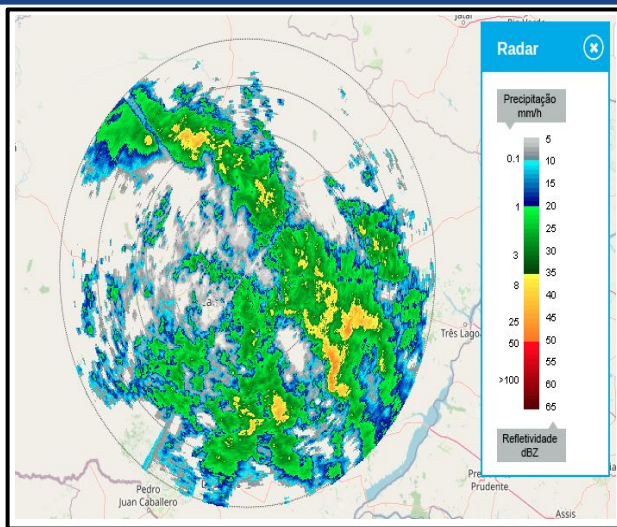 Jataí
Radar
Precipitação
mm/h
5
0.1
10
15
1
20
25
3
30
35
8
40
25
45
50
50
55
>100
60
65
Refletividade
dBZ
Três Lagoas
Pedro
Juan Caballero
Prudente
Assis